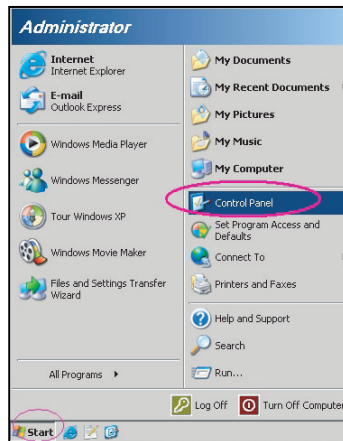 Administrator
Internet
Internet Explorer
E-mail
Outlook Express
Windows Media Player
Windows Messenger
Tour Windows XP
Windows Movie Maker
Files and Settings Transfer
Wizard
All Programs
My Documents
My Recent Documents
My Pictures
My Music
My Computer
Control Panel
Set Program Access and
Defaults
Connect To
Printers and Faxes
Help and Support
Search
Run...
Log Off
Turn Off Computer
Start